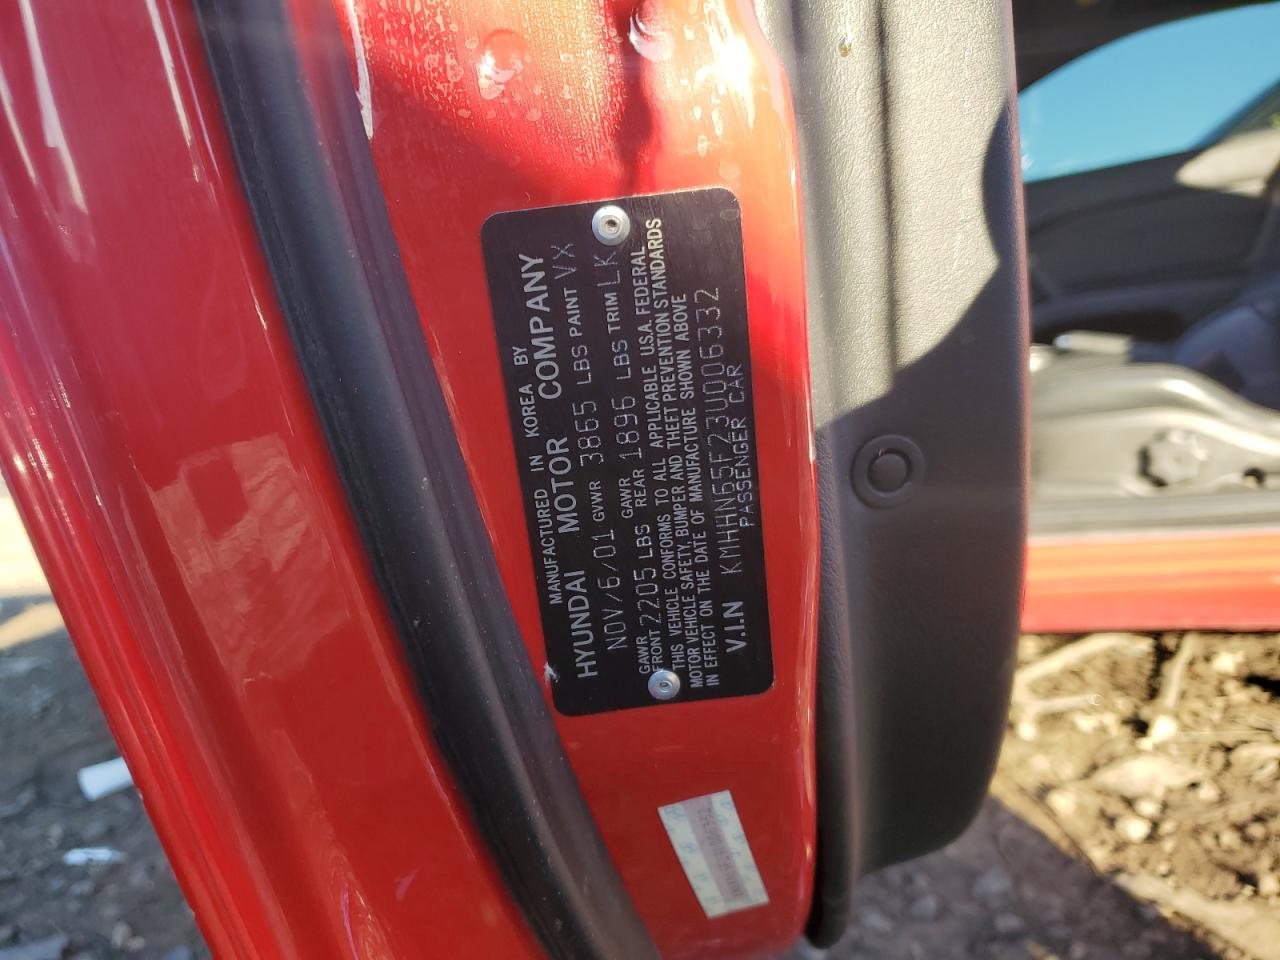 MANUFACTURED IN KOREA BY
HYUNDAI MOTOR COMPANY
NOV/6/01 GVWR 3865 LBS PAINT VX
GAWR FRONT 2205 LBS GAWR REAR 1896 LBS TRIM LK
THIS VEHICLE CONFORMS TO ALL APPLICABLE U.S.A. FEDERAL
MOTOR VEHICLE SAFETY, BUMPER AND THEFT PREVENTION STANDARDS
IN EFFECT ON THE DATE OF MANUFACTURE SHOWN ABOVE
V.I.N KMHHN65F23U006332
PASSENGER CAR